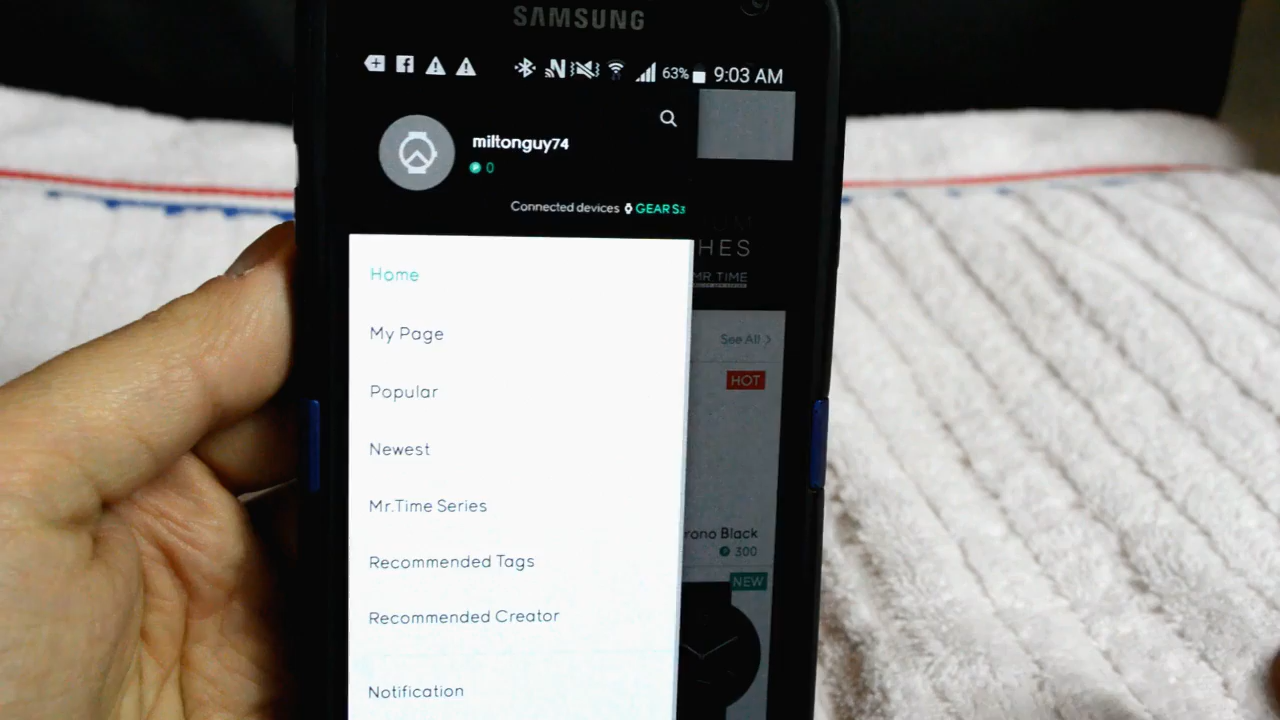 SAMSUNG
63% 9:03 AM
miltonguy74
P 0
Connected devices GEAR S3
HES
MR TIME
Home
See All >
My Page
HOT
Popular
Newest
Mr.Time Series
rono Black
P 300
Recommended Tags
NEW
Recommended Creator
Notification